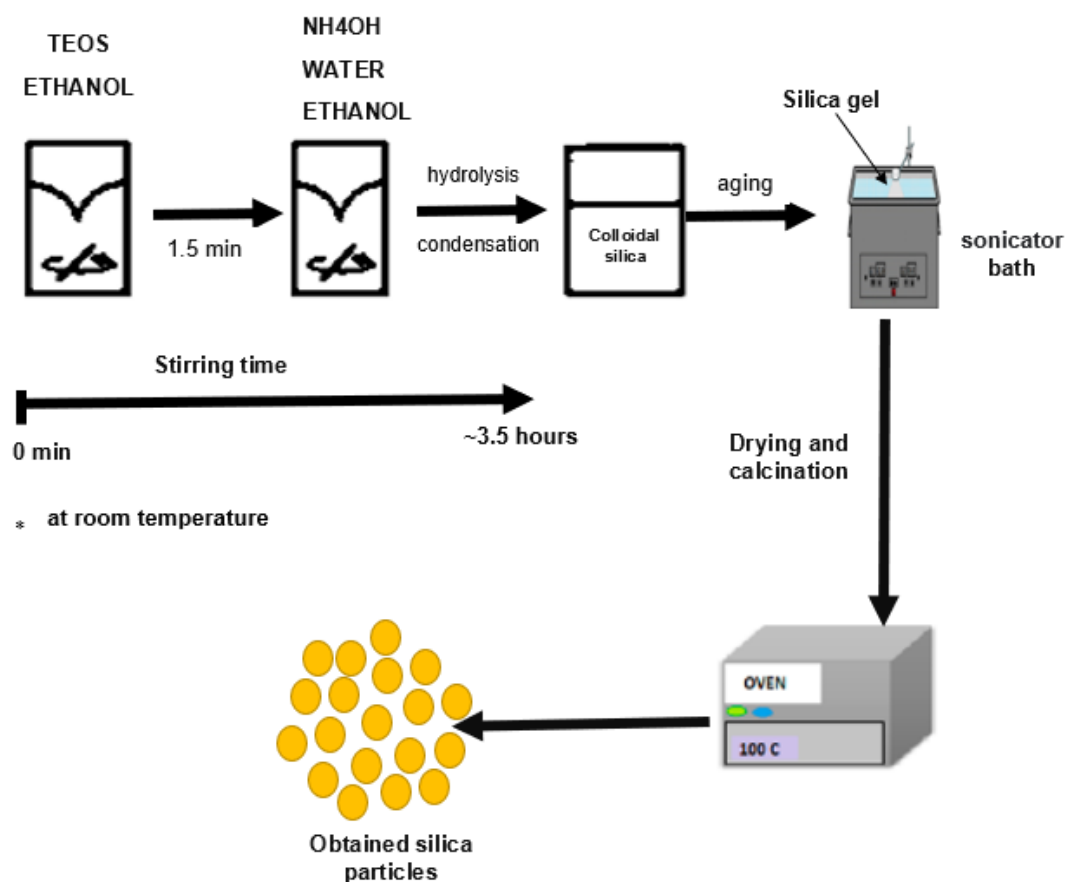 TEOS
ETHANOL
NH4OH
WATER
ETHANOL
1.5 min
hydrolysis
condensation
Colloidal
silica
aging
Silica gel
sonicator
bath
Stirring time
0 min
~3.5 hours
* at room temperature
Drying and
calcination
OVEN
100 C
Obtained silica
particles